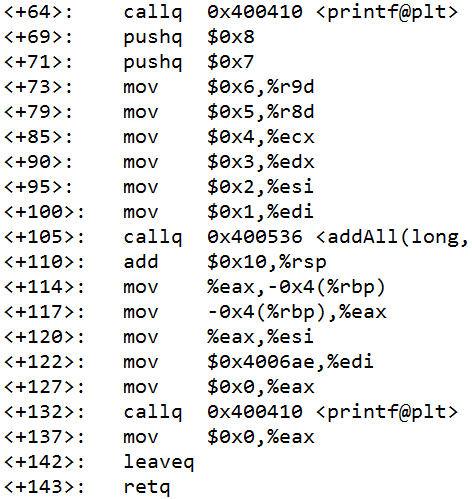 <+64>: callq 0x400410 <printf@plt>
<+69>: pushq $0x8
<+71>: pushq $0x7
<+73>: mov $0x6,%r9d
<+79>: mov $0x5,%r8d
<+85>: mov $0x4,%ecx
<+90>: mov $0x3,%edx
<+95>: mov $0x2,%esi
<+100>: mov $0x1,%edi
<+105>: callq 0x400536 <addAll(long,
<+110>: add $0x10,%rsp
<+114>: mov %eax,-0x4(%rbp)
<+117>: mov -0x4(%rbp),%eax
<+120>: mov %eax,%esi
<+122>: mov $0x4006ae,%edi
<+127>: mov $0x0,%eax
<+132>: callq 0x400410 <printf@plt>
<+137>: mov $0x0,%eax
<+142>: leaveq
<+143>: retq